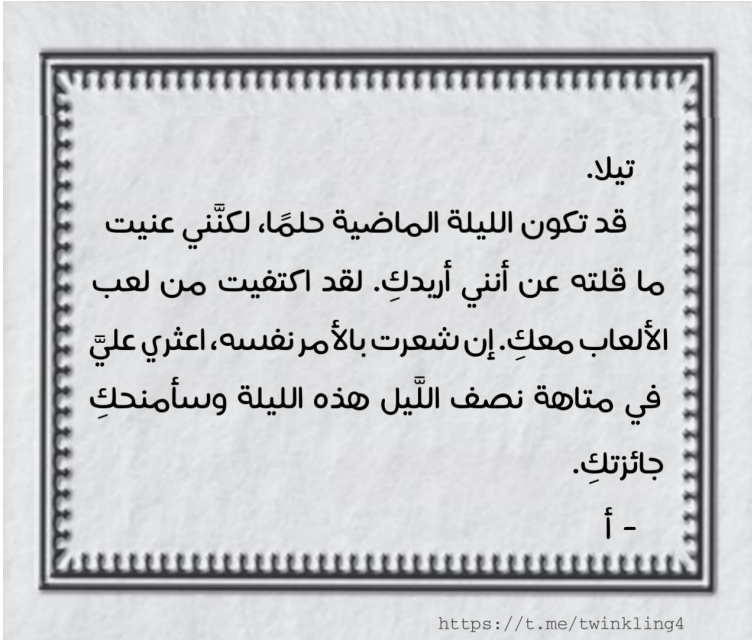 تيلا.
قد تكون الليلة الماضية حلمًا، لكنَّني عنيت
ما قلته عن أنني أريدكِ. لقد اكتفيت من لعب
الألعاب معكِ. إن شعرت بالأمر نفسه، اعثري عليَّ
في متاهة نصف اللَّيل هذه الليلة وسأمنحكِ
جائزتكِ.
- أ
https://t.me/twinkling4